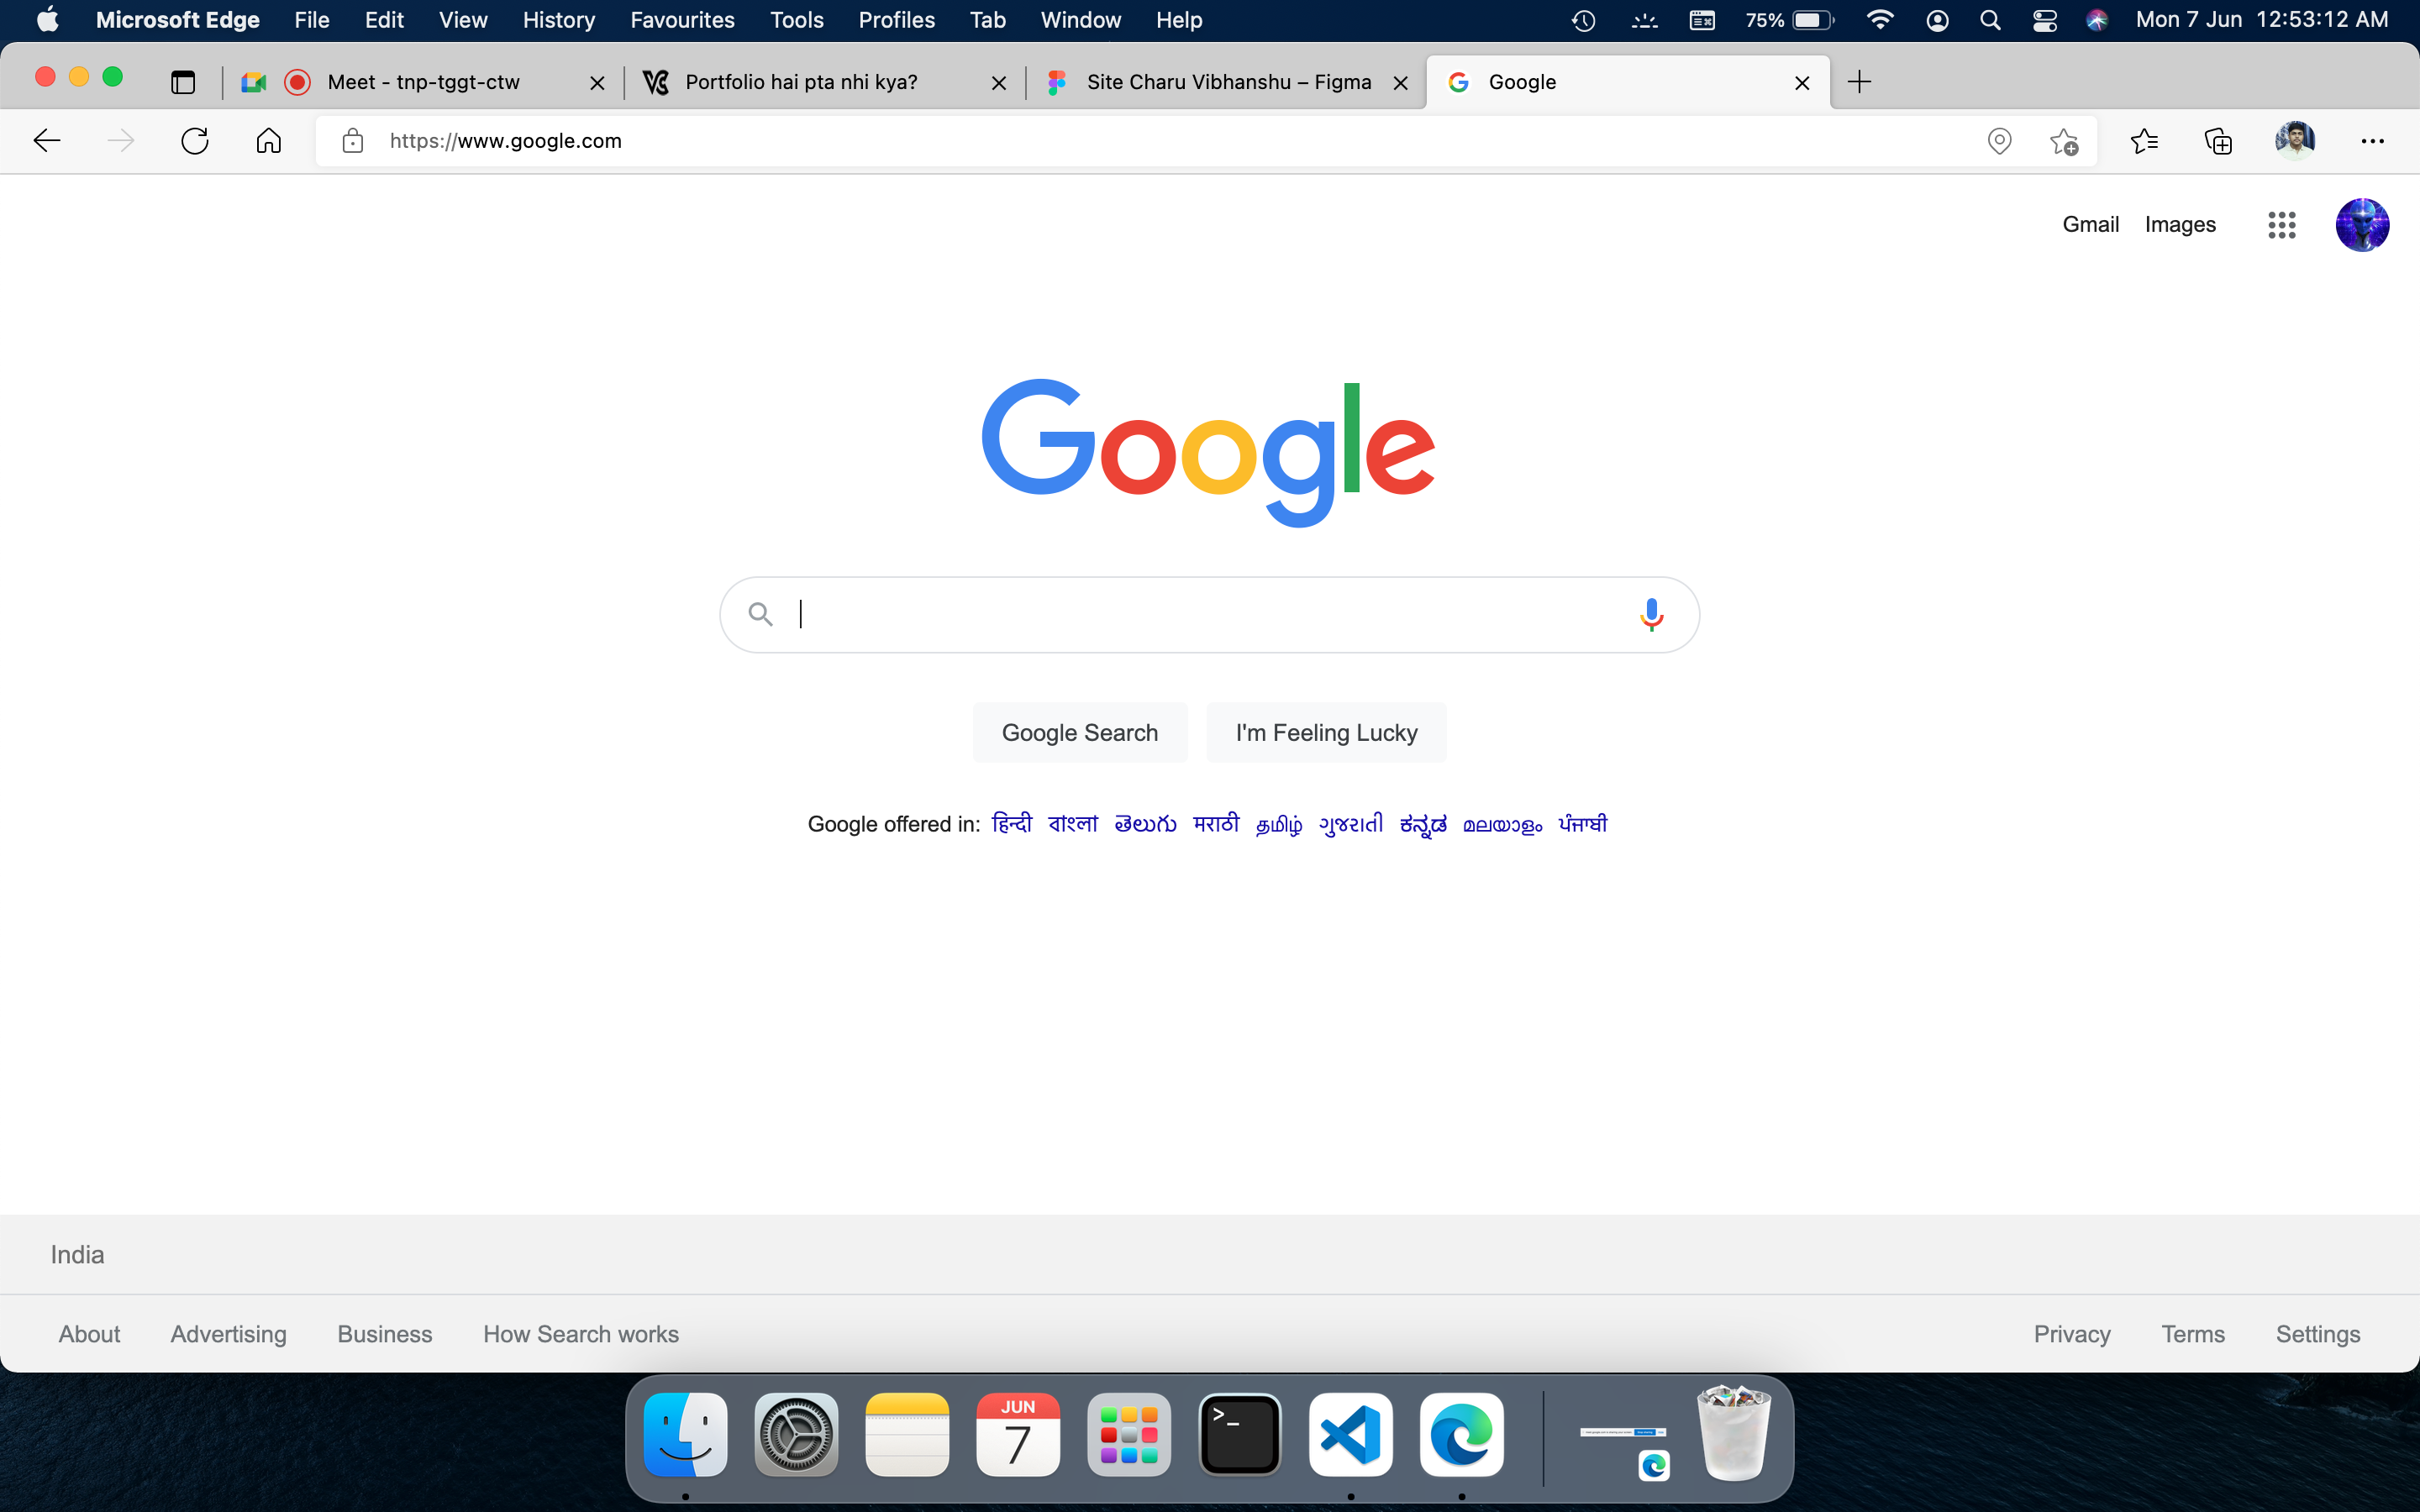 Microsoft Edge File Edit View History Favourites Tools Profiles Tab Window Help 75% Mon 7 Jun 12:53:12 AM
Meet - tnp-tggt-ctw Portfolio hai pta nhi kya? Site Charu Vibhanshu – Figma Google
https://www.google.com
Gmail Images
Google
Google Search I'm Feeling Lucky
Google offered in: हिन्दी বাংলা తెలుగు मराठी தமிழ் ગુજરાતી ಕನ್ನಡ മലയാളം ਪੰਜਾਬੀ
India
About Advertising Business How Search works Privacy Terms Settings
JUN
7